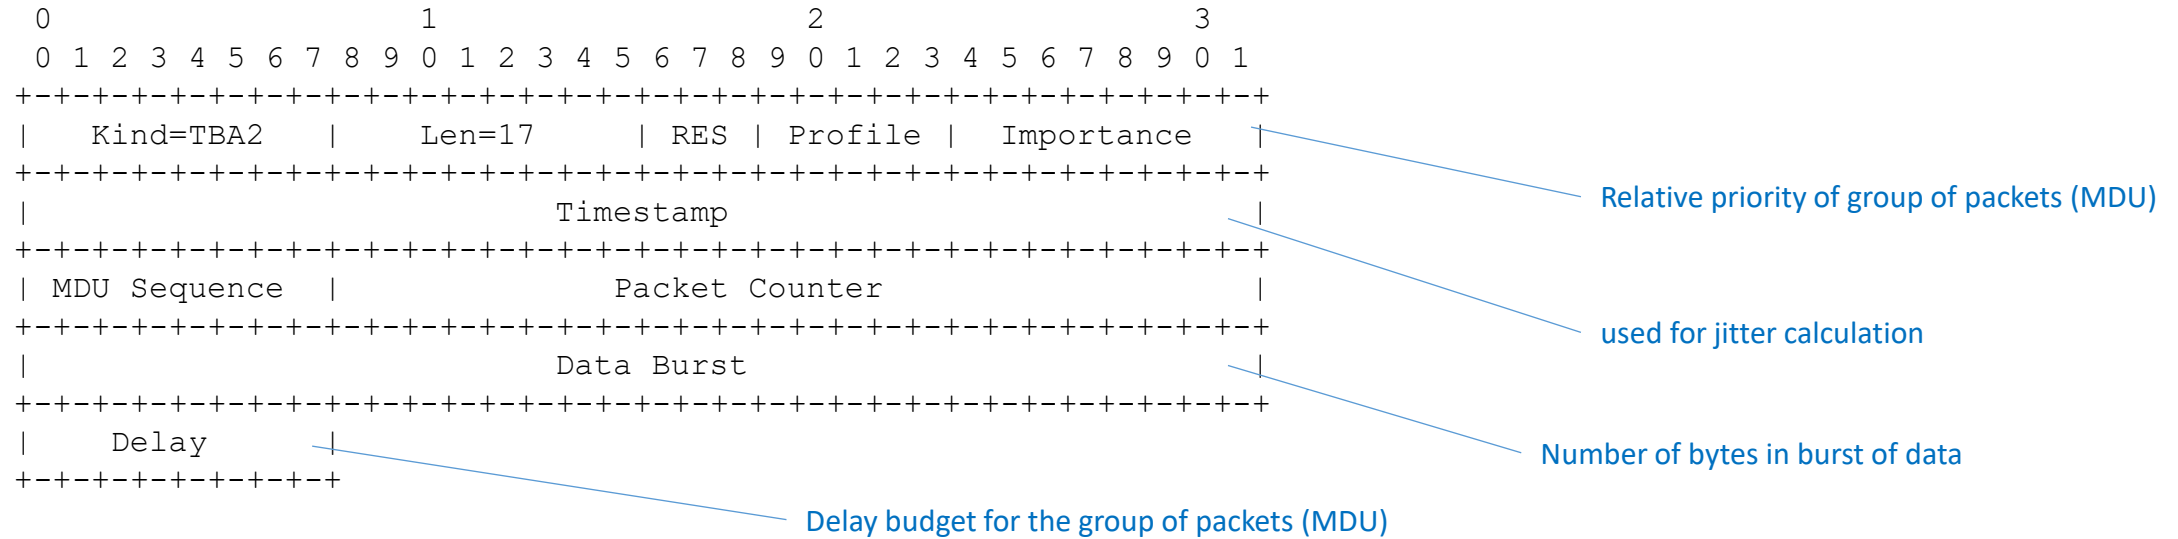 0                   1                   2                   3
0 1 2 3 4 5 6 7 8 9 0 1 2 3 4 5 6 7 8 9 0 1 2 3 4 5 6 7 8 9 0 1
+-+-+-+-+-+-+-+-+-+-+-+-+-+-+-+-+-+-+-+-+-+-+-+-+-+-+-+-+-+-+-+-+
|   Kind=TBA2   |    Len=17     | RES | Profile |  Importance   |
+-+-+-+-+-+-+-+-+-+-+-+-+-+-+-+-+-+-+-+-+-+-+-+-+-+-+-+-+-+-+-+-+
Relative priority of group of packets (MDU)
|                           Timestamp                           |
+-+-+-+-+-+-+-+-+-+-+-+-+-+-+-+-+-+-+-+-+-+-+-+-+-+-+-+-+-+-+-+-+
| MDU Sequence  |              Packet Counter                   |
+-+-+-+-+-+-+-+-+-+-+-+-+-+-+-+-+-+-+-+-+-+-+-+-+-+-+-+-+-+-+-+-+
used for jitter calculation
|                           Data Burst                          |
+-+-+-+-+-+-+-+-+-+-+-+-+-+-+-+-+-+-+-+-+-+-+-+-+-+-+-+-+-+-+-+-+
|    Delay      |
Number of bytes in burst of data
+-+-+-+-+-+-+-+-+
Delay budget for the group of packets (MDU)